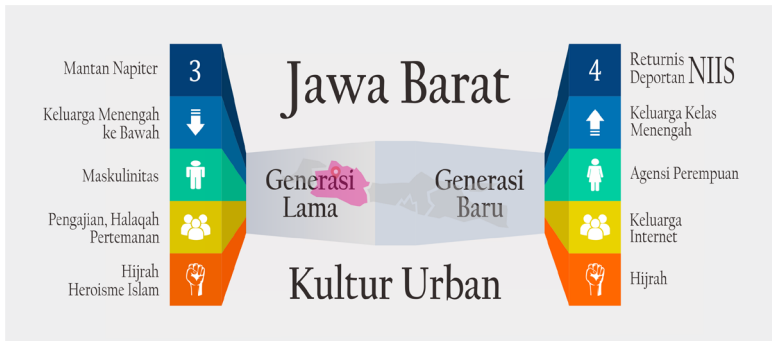 Jawa Barat
Mantan Napiter
3
Keluarga Menengah
ke Bawah
Maskulinitas
Pengajian, Halaqah
Pertemanan
Hijrah
Heroisme Islam
Generasi
Lama
Generasi
Baru
Kultur Urban
4
Returnis
Deportan NIIS
Keluarga Kelas
Menengah
Agensi Perempuan
Keluarga
Internet
Hijrah